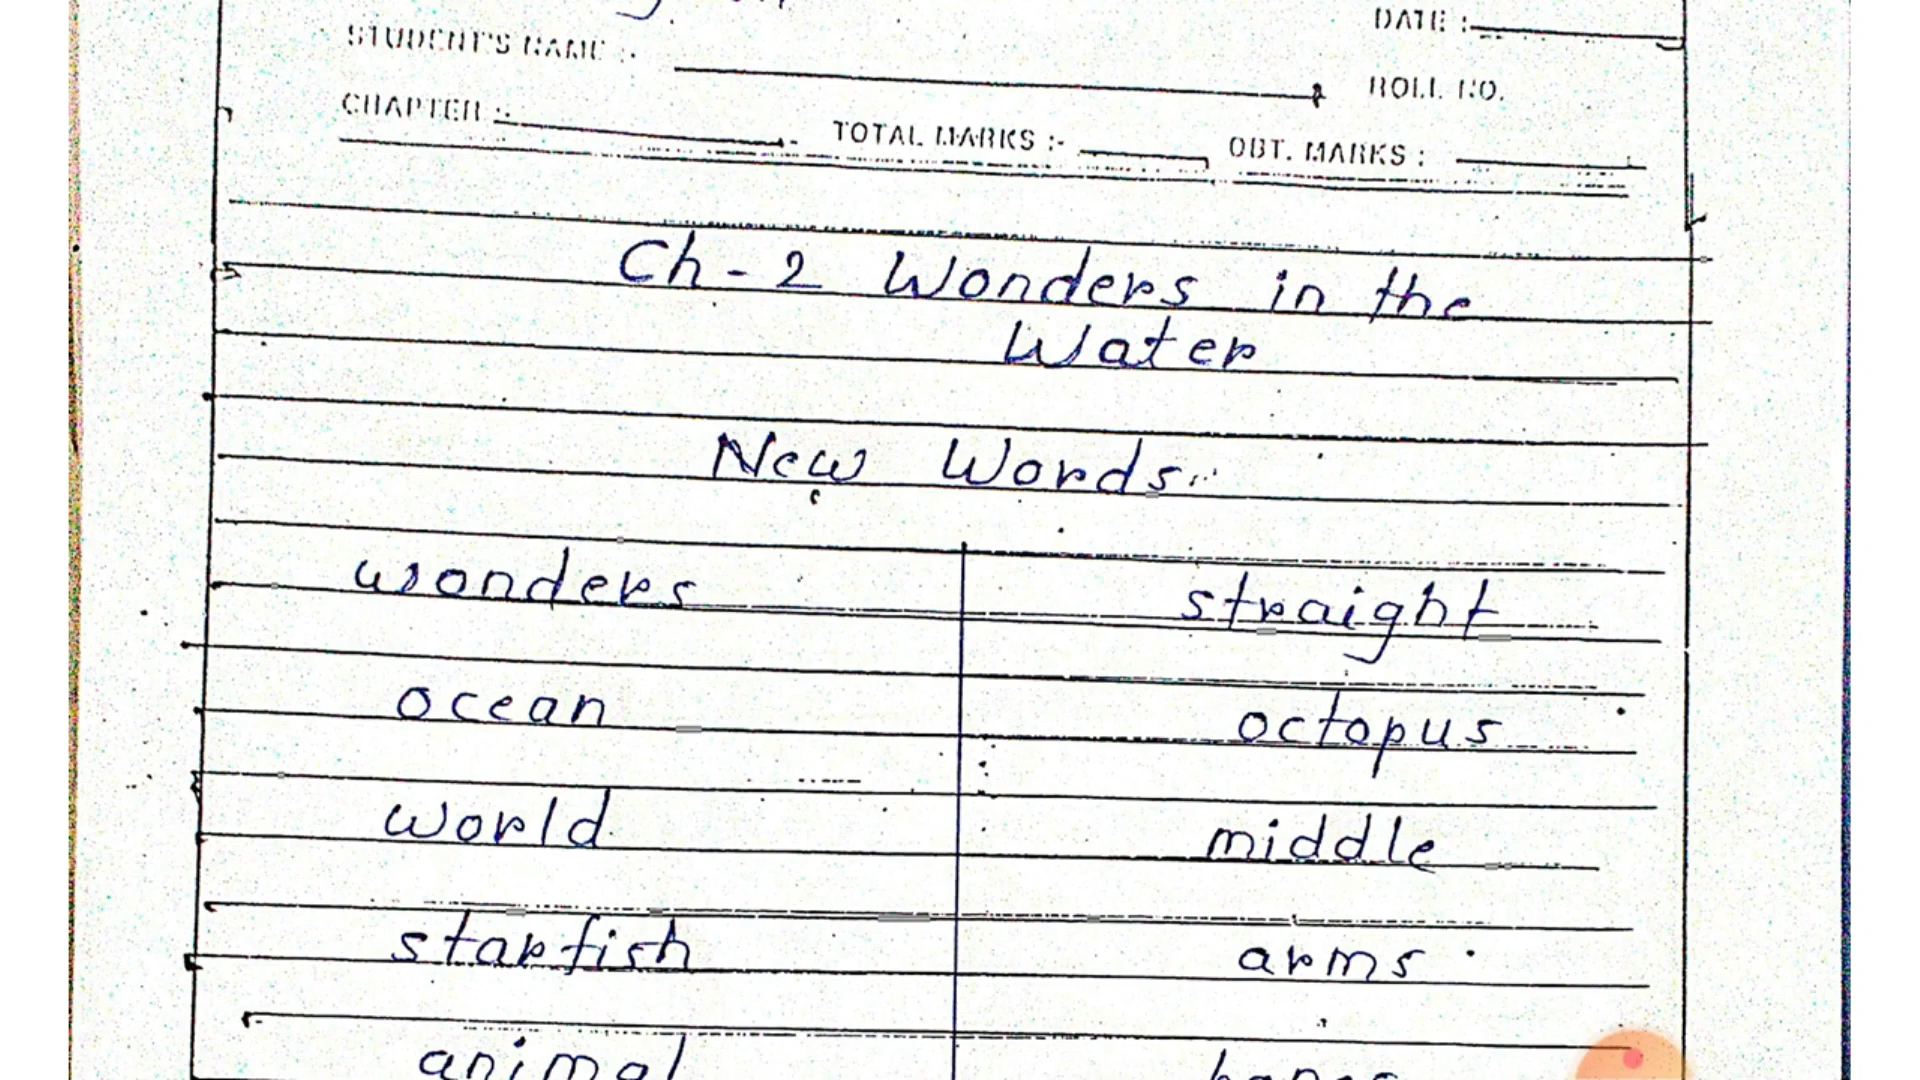 DATE :
STUDENT'S NAME :-
ROLL NO.
CHAPTER :-
TOTAL MARKS :-
OBT. MARKS :
Ch-2 Wonders in the
Water
New Words
wonders straight
ocean octopus
world middle
starfish arms
animal